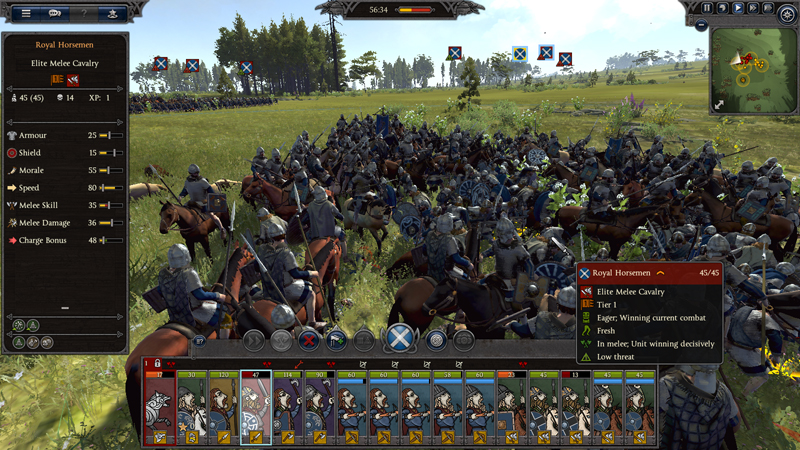 56:34
Royal Horsemen
Elite Melee Cavalry
45 (45) 14 XP: 1
Armour 25
Shield 15
Morale 55
Speed 80
Melee Skill 35
Melee Damage 36
Charge Bonus 48
Royal Horsemen 45/45
Elite Melee Cavalry
Tier 1
Eager; Winning current combat
Fresh
In melee; Unit winning decisively
Low threat
1
37 30 120 47 114 90 60 60 60 58 60 23 45 13 45 45